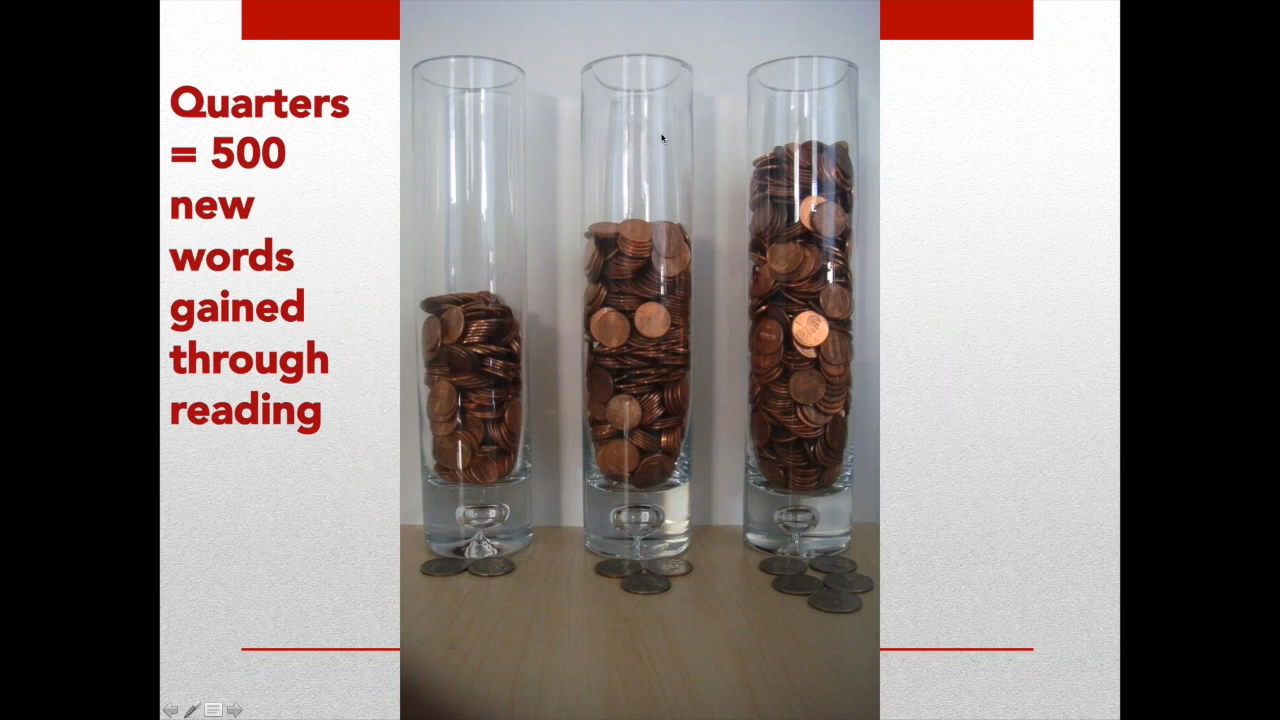 Quarters
= 500
new
words
gained
through
reading